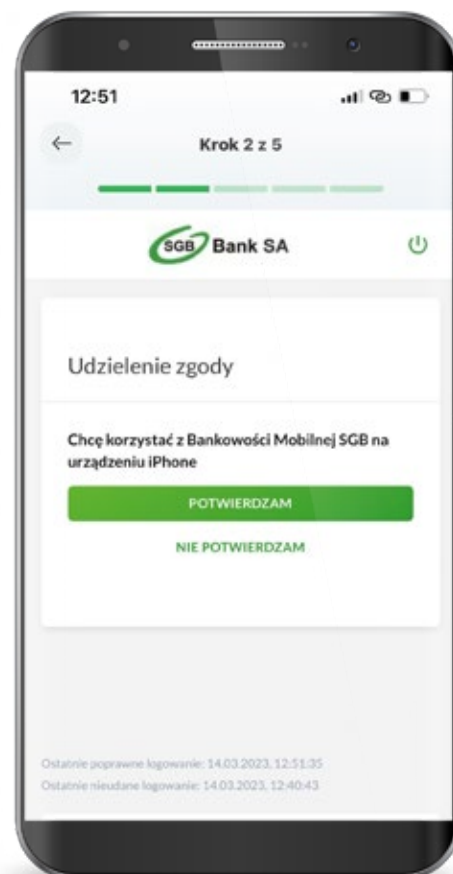 12:51
Krok 2 z 5
SGB Bank SA
Udzielenie zgody
Chcę korzystać z Bankowości Mobilnej SGB na
urządzeniu iPhone
POTWIERDZAM
NIE POTWIERDZAM
Ostatnie poprawne logowanie: 14.03.2023, 12:51:35
Ostatnie nieudane logowanie: 14.03.2023, 12:40:43